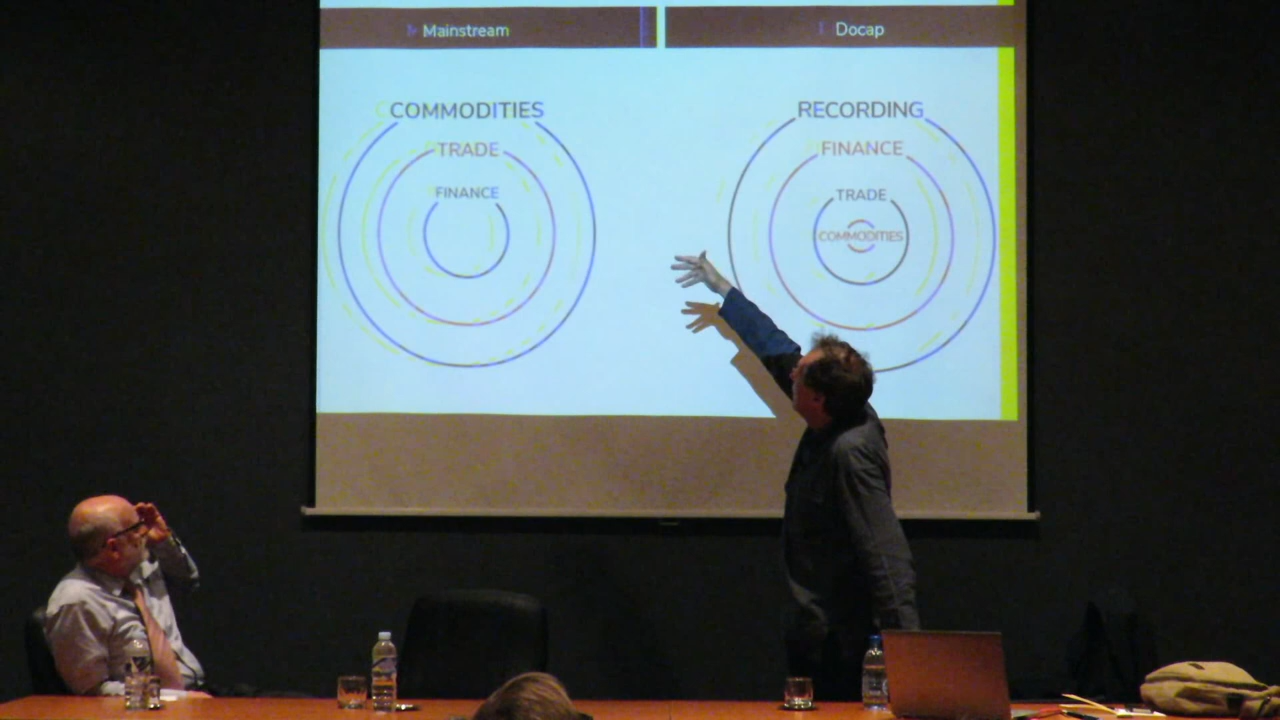 Mainstream
Docap
COMMODITIES
TRADE
FINANCE
RECORDING
FINANCE
TRADE
COMMODITIES